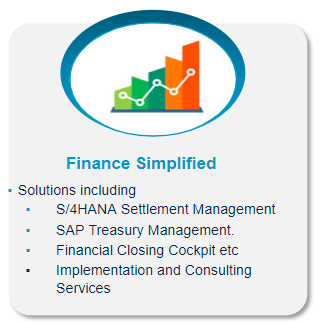 Finance Simplified
▪ Solutions including
▪ S/4HANA Settlement Management
▪ SAP Treasury Management.
▪ Financial Closing Cockpit etc
▪ Implementation and Consulting
Services